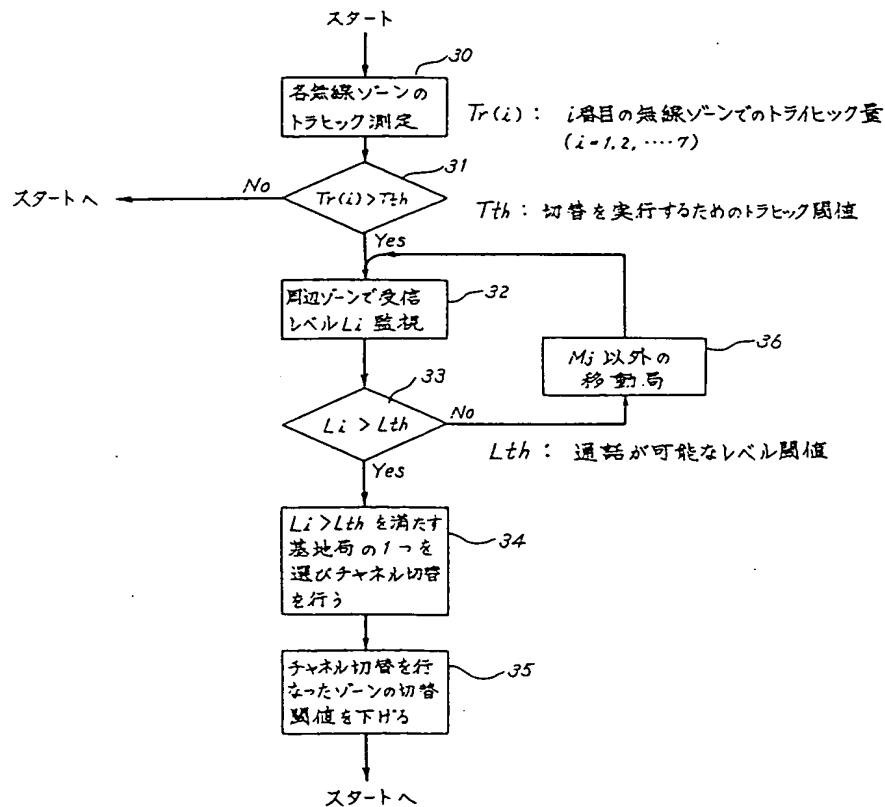 スタート
30
各無線ゾーンの
トラヒック測定
Tr(i): i番目の無線ゾーンでのトライヒック量
(i=1,2,‥‥7)
31
スタートへ
No
Tr(i)>Tth
Tth: 切替を実行するためのトラヒック閾値
Yes
周辺ゾーンで受信
レベルLi監視
32
36
Mj以外の
移動局
33
Li>Lth
No
Lth: 通話が可能なレベル閾値
Yes
Li>Lthを満たす
基地局の1つを
選びチャネル切替
を行う
34
チャネル切替を行
なったゾーンの切替
閾値を下げる
35
スタートへ